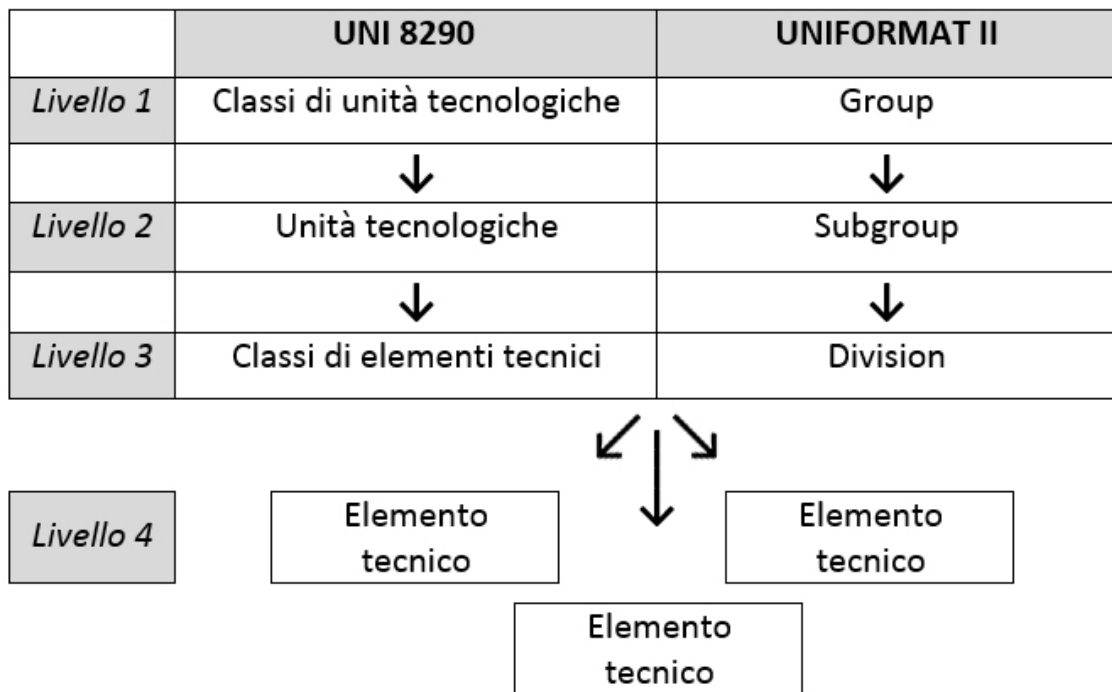 UNI 8290 UNIFORMAT II
Livello 1 Classi di unità tecnologiche Group
Livello 2 Unità tecnologiche Subgroup
Livello 3 Classi di elementi tecnici Division
Livello 4
Elemento
tecnico
Elemento
tecnico
Elemento
tecnico